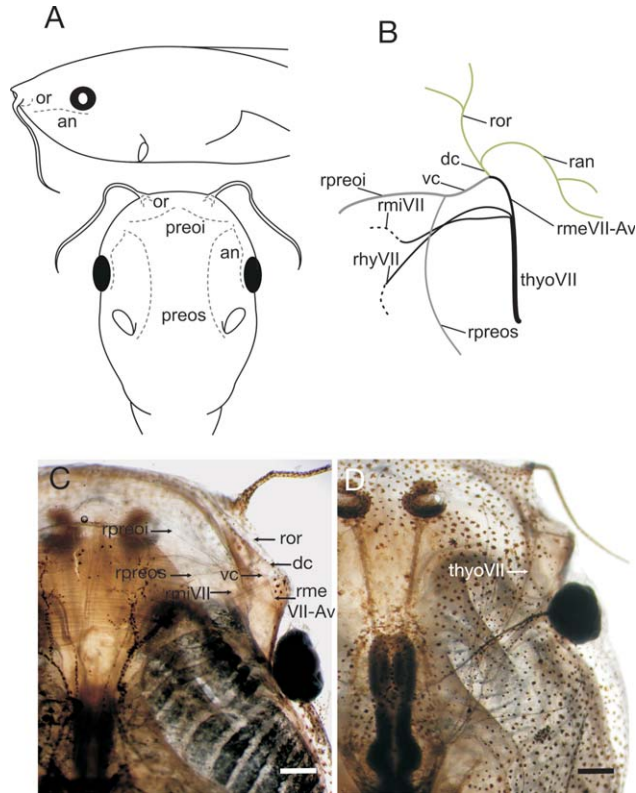 A
or
an
or
preoi
an
preos
B
ror
dc
ran
rpreoi
vc
rmiVII
rmeVII-Av
rhyVII
thyoVII
rpreos
C
rpreoi
ror
dc
rpreos
vc
rmiVII
rme
VII-Av
D
thyoVII